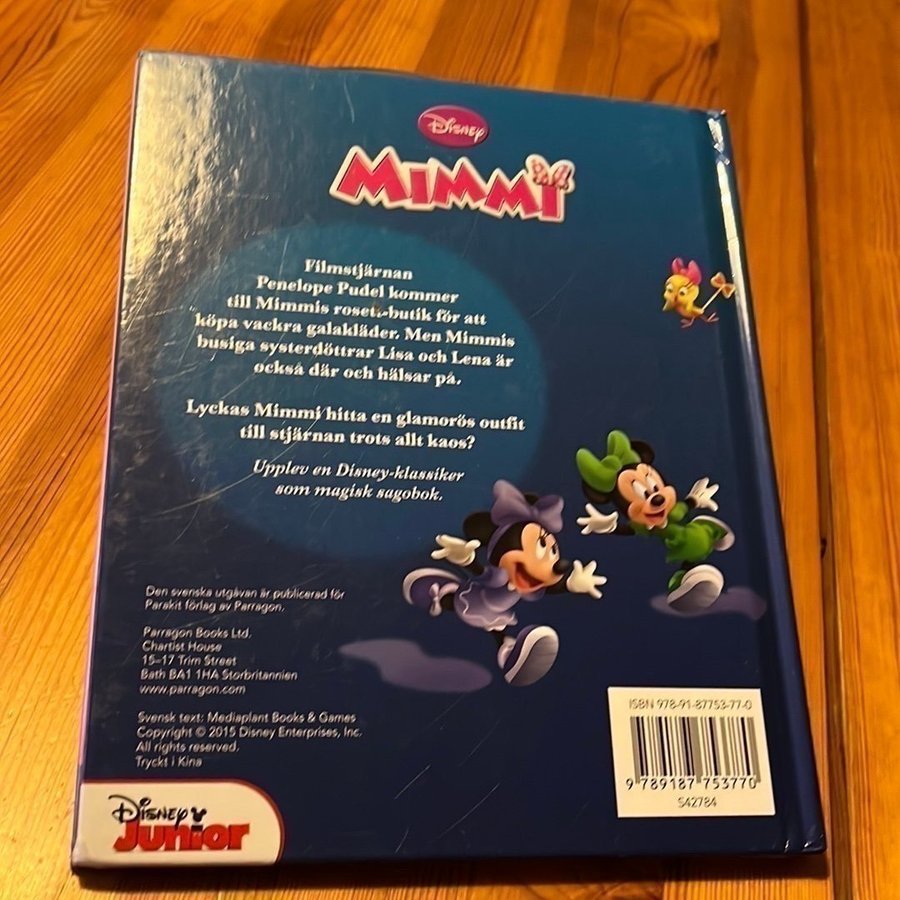 Disney
MIMMI
Filmstjärnan
Penelope Pudel kommer
till Mimmis rosett-butik för att
köpa vackra galakläder. Men Mimmis
busiga systerdöttrar Lisa och Lena är
också där och hälsar på.
Lyckas Mimmi hitta en glamorös outfit
till stjärnan trots allt kaos?
Upplev en Disney-klassiker
som magisk sagobok.
Den svenska utgåvan är publicerad för
Parakit förlag av Parragon.
Parragon Books Ltd.
Chartist House
15–17 Trim Street
Bath BA1 1HA Storbritannien
www.parragon.com
Svensk text: Mediaplant Books & Games
Copyright © 2015 Disney Enterprises, Inc.
All rights reserved.
Tryckt i Kina
Disney
Junior
ISBN 978-91-87753-77-0
9 789187 753770
S42784